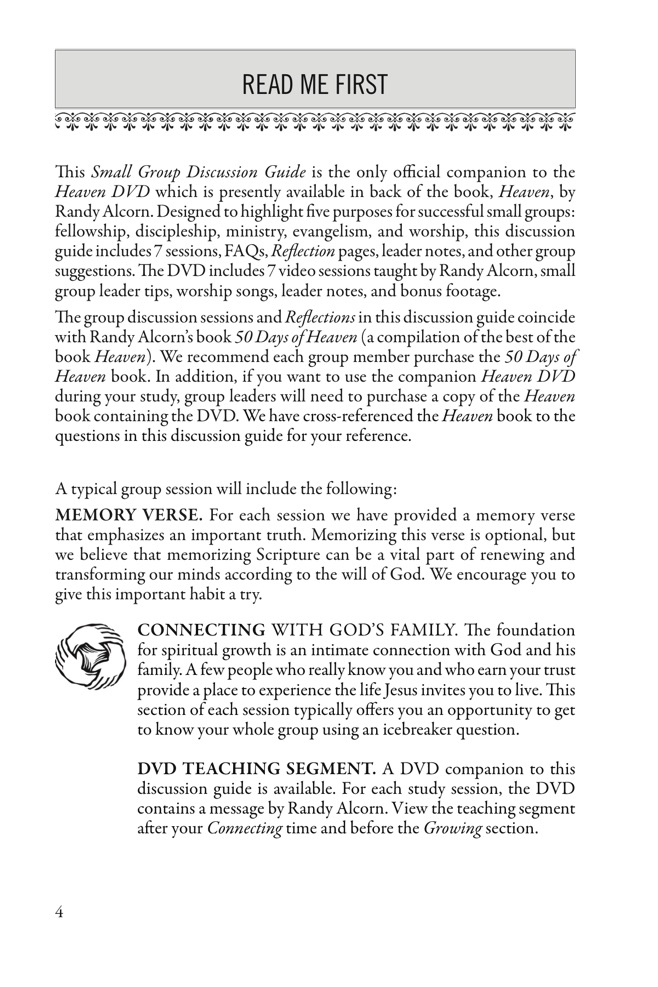 READ ME FIRST
This Small Group Discussion Guide is the only official companion to the
Heaven DVD which is presently available in back of the book, Heaven, by
Randy Alcorn. Designed to highlight five purposes for successful small groups:
fellowship, discipleship, ministry, evangelism, and worship, this discussion
guide includes 7 sessions, FAQs, Reflection pages, leader notes, and other group
suggestions. The DVD includes 7 video sessions taught by Randy Alcorn, small
group leader tips, worship songs, leader notes, and bonus footage.
The group discussion sessions and Reflections in this discussion guide coincide
with Randy Alcorn's book 50 Days of Heaven (a compilation of the best of the
book Heaven). We recommend each group member purchase the 50 Days of
Heaven book. In addition, if you want to use the companion Heaven DVD
during your study, group leaders will need to purchase a copy of the Heaven
book containing the DVD. We have cross-referenced the Heaven book to the
questions in this discussion guide for your reference.
A typical group session will include the following:
MEMORY VERSE. For each session we have provided a memory verse
that emphasizes an important truth. Memorizing this verse is optional, but
we believe that memorizing Scripture can be a vital part of renewing and
transforming our minds according to the will of God. We encourage you to
give this important habit a try.
CONNECTING WITH GOD'S FAMILY. The foundation
for spiritual growth is an intimate connection with God and his
family. A few people who really know you and who earn your trust
provide a place to experience the life Jesus invites you to live. This
section of each session typically offers you an opportunity to get
to know your whole group using an icebreaker question.
DVD TEACHING SEGMENT. A DVD companion to this
discussion guide is available. For each study session, the DVD
contains a message by Randy Alcorn. View the teaching segment
after your Connecting time and before the Growing section.
4